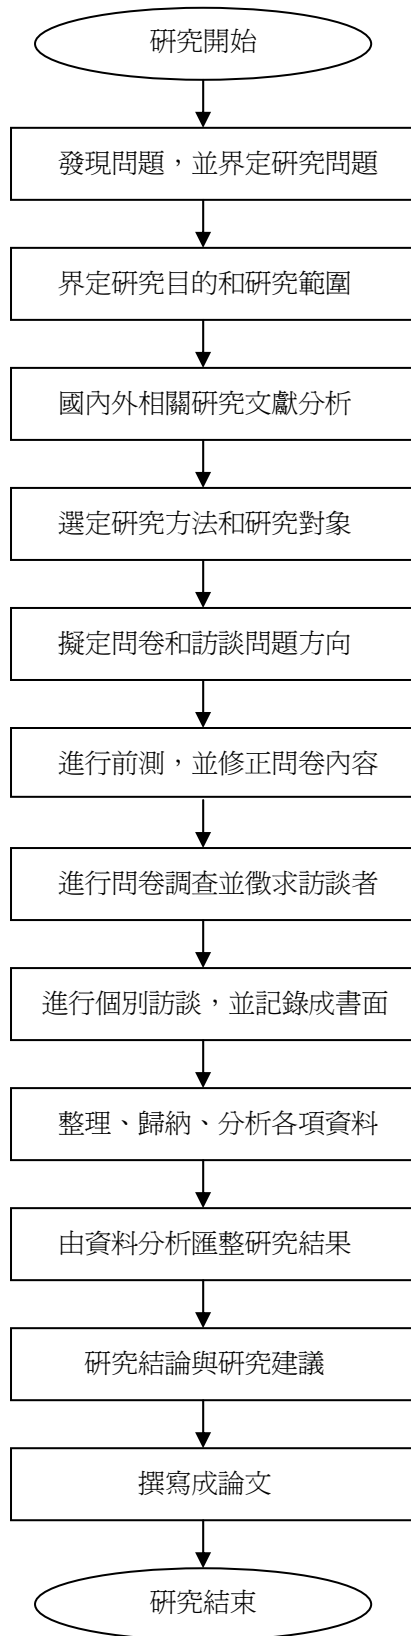 研究開始
發現問題，並界定研究問題
界定研究目的和研究範圍
國內外相關研究文獻分析
選定研究方法和研究對象
擬定問卷和訪談問題方向
進行前測，並修正問卷內容
進行問卷調查並徵求訪談者
進行個別訪談，並記錄成書面
整理、歸納、分析各項資料
由資料分析匯整研究結果
研究結論與研究建議
撰寫成論文
研究結束